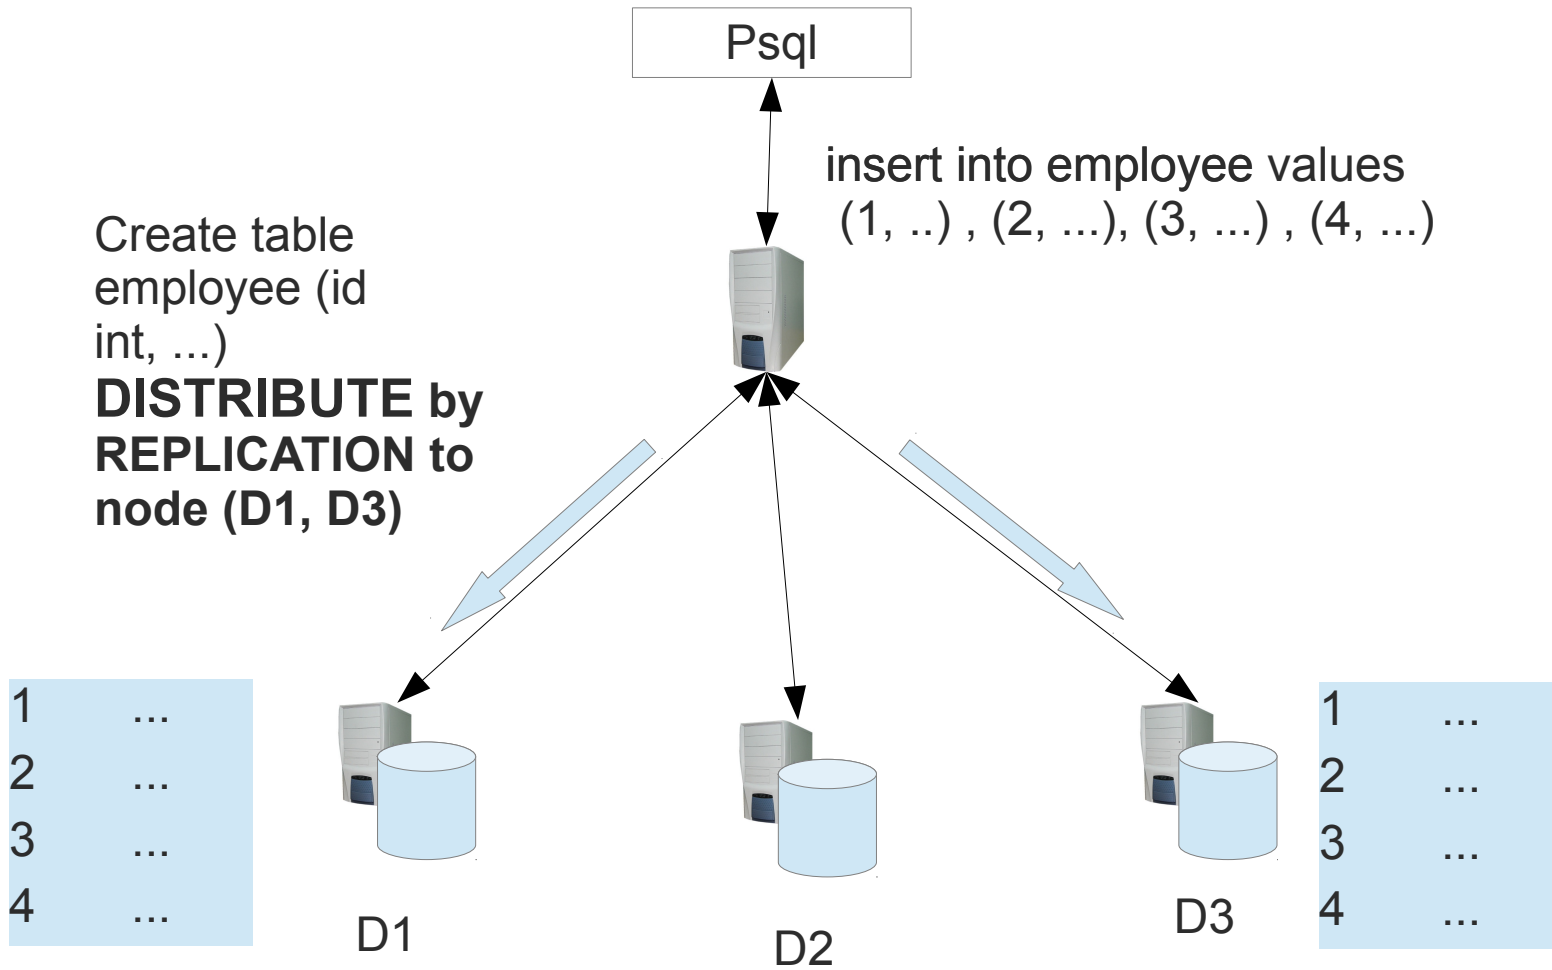 Psql
insert into employee values
(1, ..) , (2, ...), (3, ...) , (4, ...)
Create table
employee (id
int, ...)
DISTRIBUTE by
REPLICATION to
node (D1, D3)
1 ...
2 ...
3 ...
4 ...
D1
D2
D3
1 ...
2 ...
3 ...
4 ...